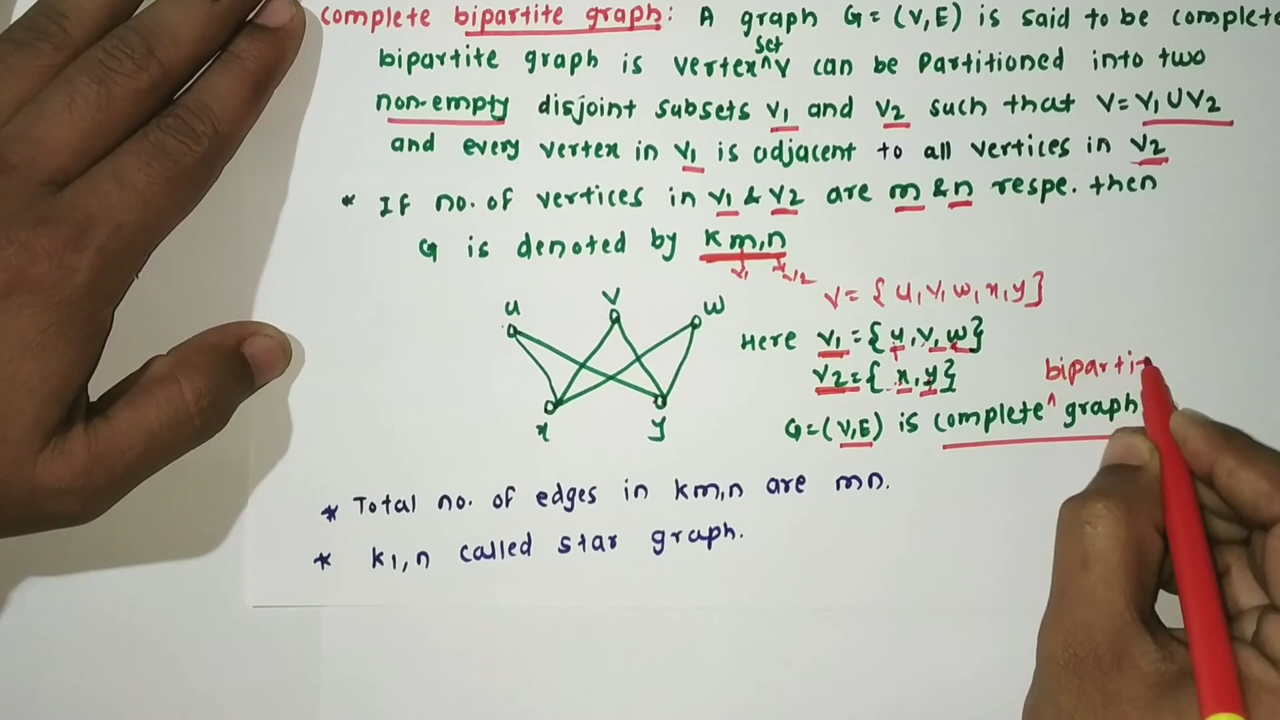 complete bipartite graph: A graph G=(V,E) is said to be complete
bipartite graph is vertex set V can be partitioned into two
non-empty disjoint subsets V1 and V2 such that V=V1UV2
and every vertex in V1 is adjacent to all vertices in V2
* If no. of vertices in V1 & V2 are m & n respe. then
G is denoted by km,n
V1 V2
V={u,v,w,x,y}
u v w
Here V1={u,v,w}
V2={x,y}
bipartit
x y
G=(V,E) is complete ^ graph
* Total no. of edges in km,n are mn.
* k1,n called star graph.